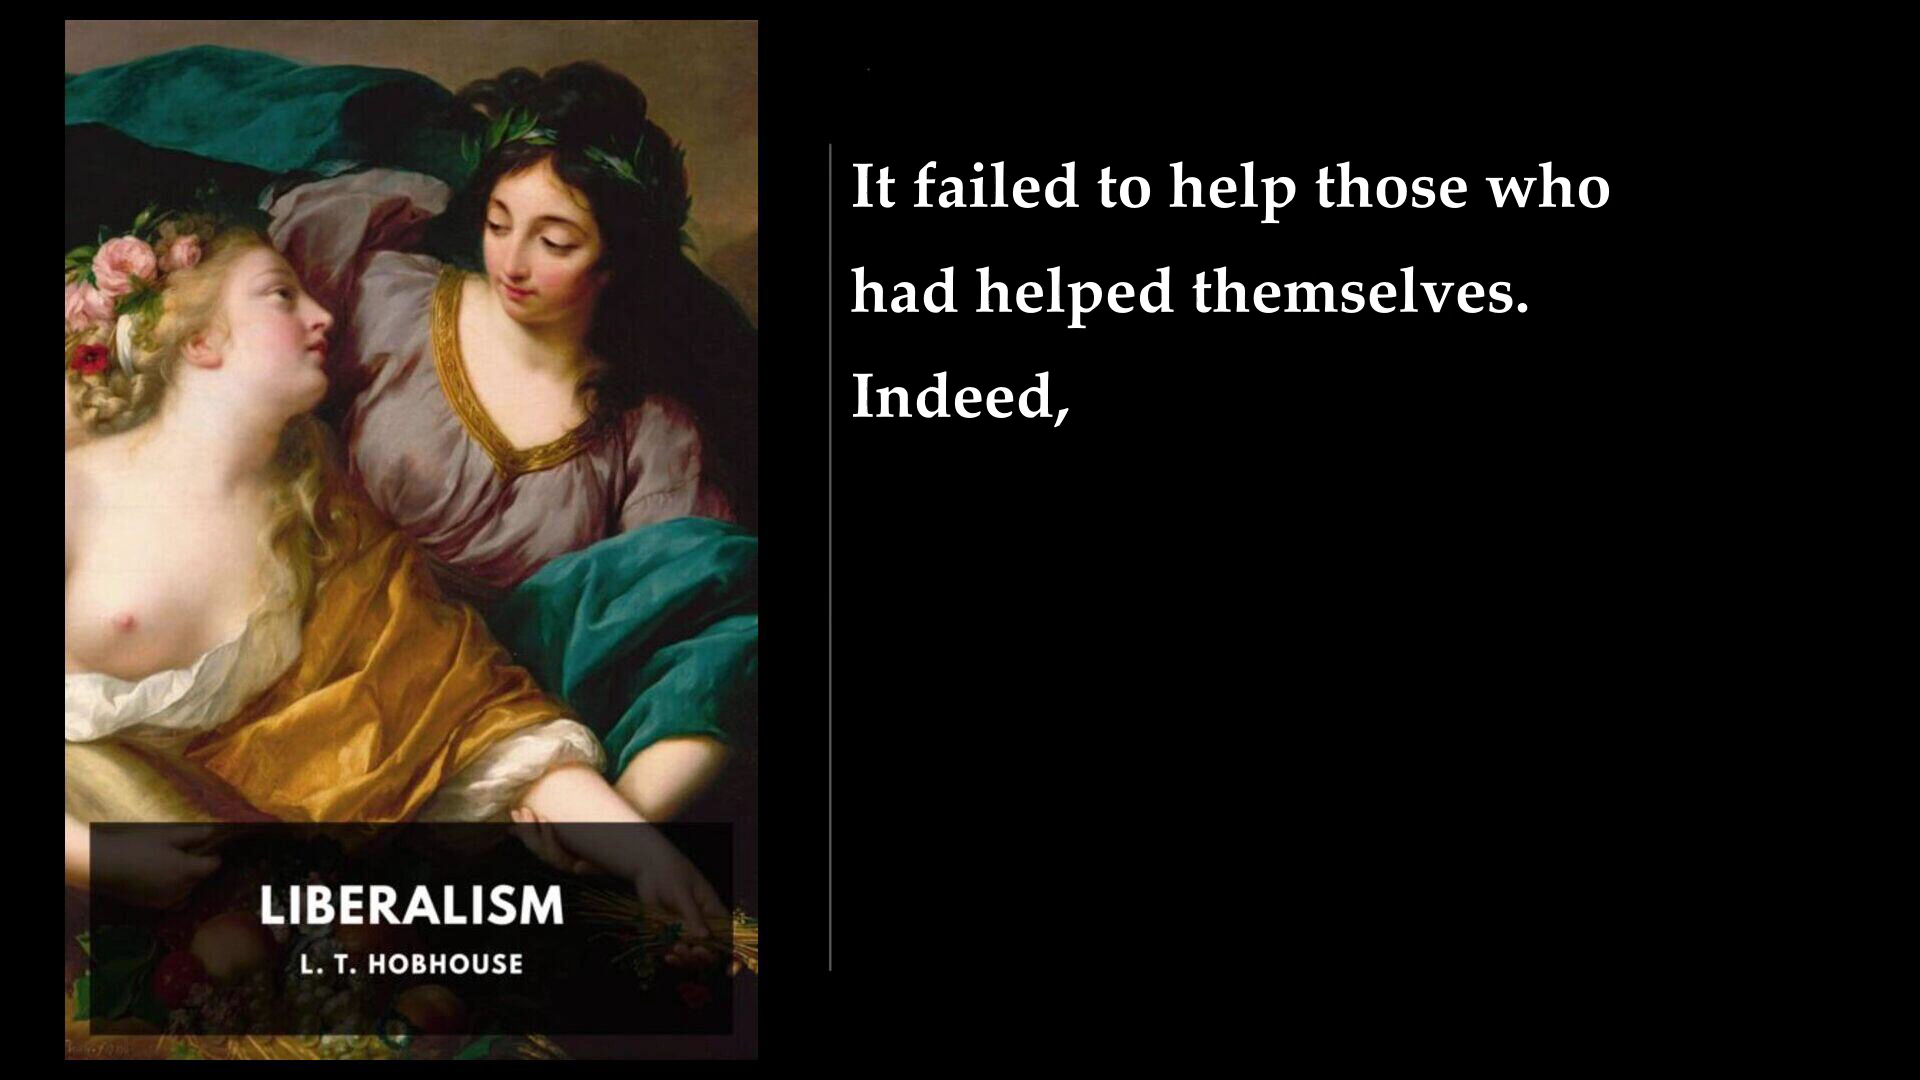 It failed to help those who
had helped themselves.
Indeed,
LIBERALISM
L. T. HOBHOUSE